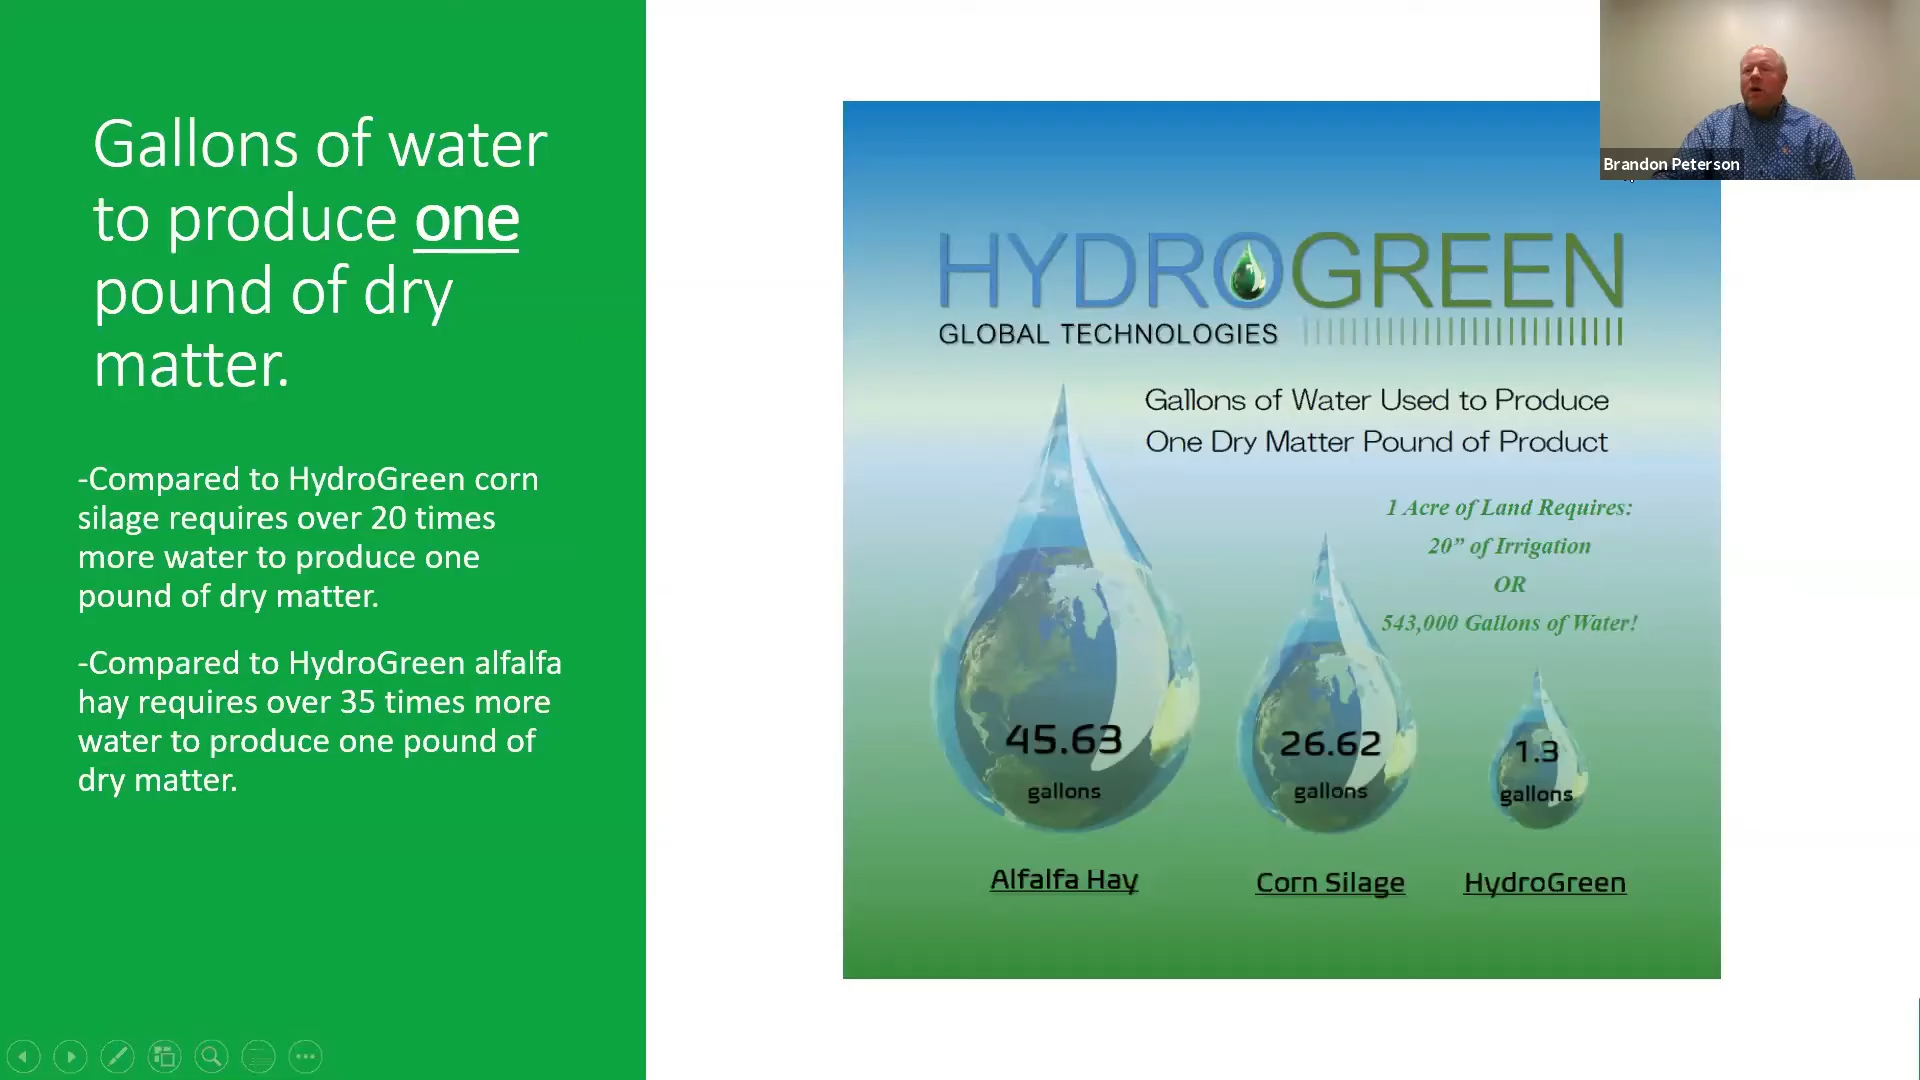 Gallons of water
to produce one
pound of dry
matter.
-Compared to HydroGreen corn
silage requires over 20 times
more water to produce one
pound of dry matter.
-Compared to HydroGreen alfalfa
hay requires over 35 times more
water to produce one pound of
dry matter.
HYDROGREEN
GLOBAL TECHNOLOGIES
Gallons of Water Used to Produce
One Dry Matter Pound of Product
1 Acre of Land Requires:
20” of Irrigation
OR
543,000 Gallons of Water!
45.63
gallons
26.62
gallons
1.3
gallons
Alfalfa Hay
Corn Silage
HydroGreen
Brandon Peterson